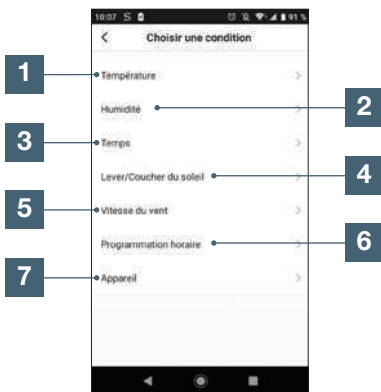 10:07 S 91 %
Choisir une condition
1 Température
Humidité 2
3 Temps
Lever/Coucher du soleil 4
5 Vitesse du vent
Programmation horaire 6
7 Appareil